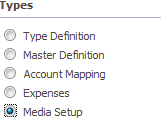 Types
Type Definition
Master Definition
Account Mapping
Expenses
Media Setup